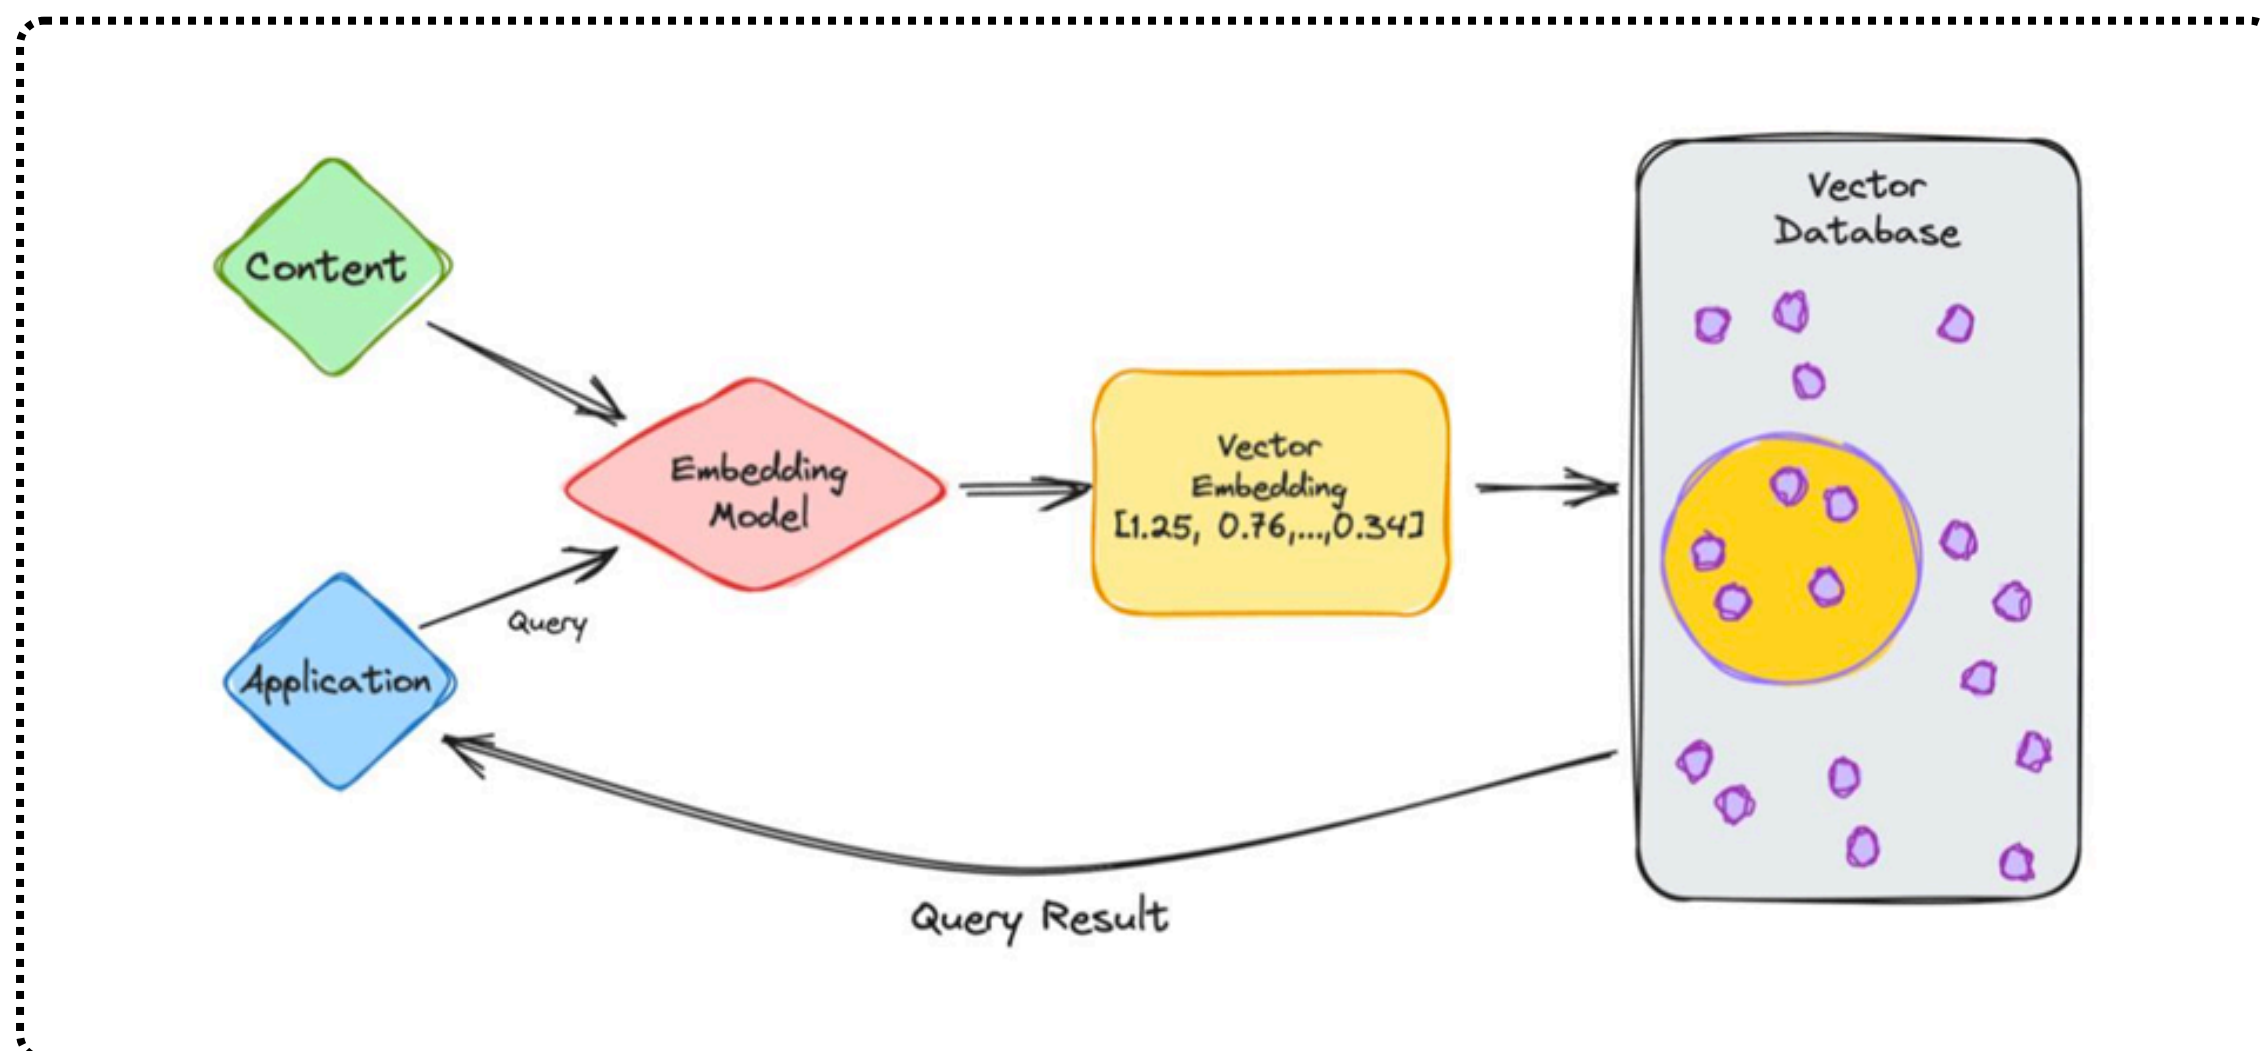 Content
Application
Query
Embedding
Model
Vector
Embedding
[1.25, 0.76,...,0.34]
Vector
Database
Query Result